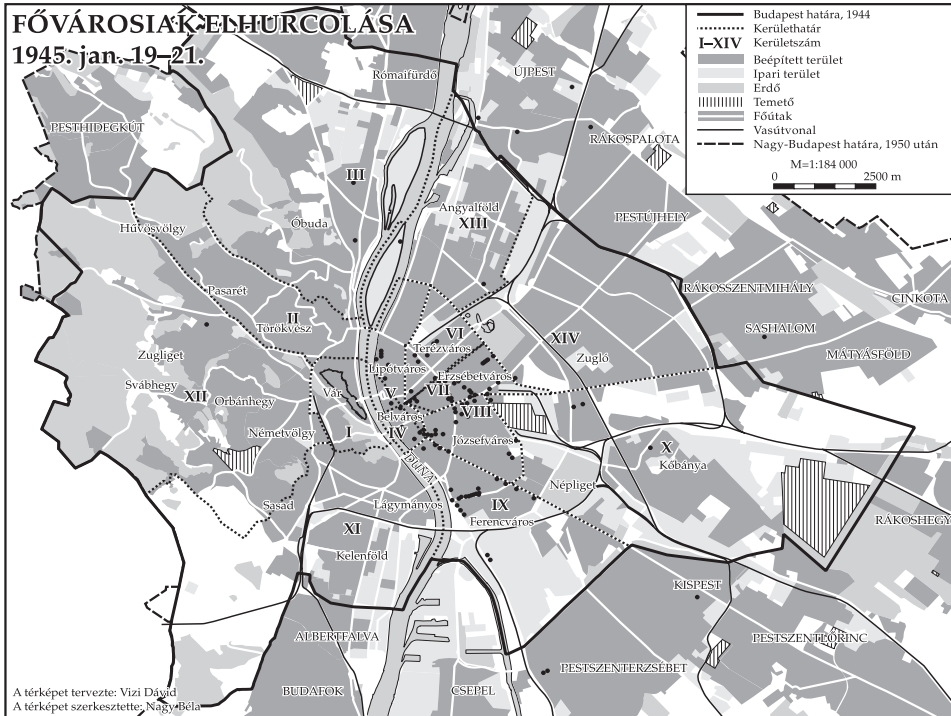 FŐVÁROSIAK ELHURCOLÁSA
1945. jan. 19–21.
Budapest határa, 1944
Kerülethatár
I–XIV Kerületszám
Beépített terület
Ipari terület
Erdő
Temető
Főútak
Vasútvonal
Nagy-Budapest határa, 1950 után
M=1:184 000
0 2500 m
Rómaifürdő
ÚJPEST
PESTHIDEGKÚT
RÁKOSPALOTA
III
Angyalföld
XIII
PESTÚJHELY
Óbuda
Hűvösvölgy
RÁKOSSZENTMIHÁLY
CINKOTA
Pasarét
II
Törökvész
VI
Terézváros
XIV
Zugló
SASHALOM
MÁTYÁSFÖLD
Zugliget
Lipótváros
Erzsébetváros
Svábhegy
XII
Orbánhegy
Vár
V
VII
Belváros
VIII
Németvölgy
I
IV
Józsefváros
X
Kőbánya
DUNA
Népliget
Sasad
Lágymányos
IX
Ferencváros
RÁKOSHEGY
XI
Kelenföld
KISPEST
ALBERTFALVA
PESTSZENTLŐRINC
PESTSZENTERZSÉBET
BUDAFOK
CSEPEL
A térképet tervezte: Vizi Dávid
A térképet szerkesztette: Nagy Béla